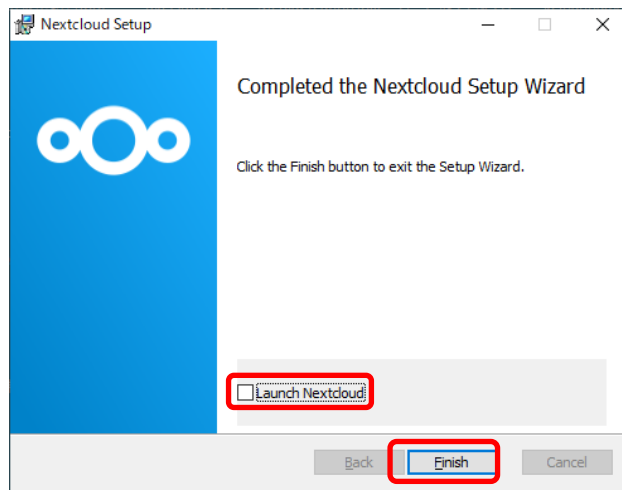 Nextcloud Setup
Completed the Nextcloud Setup Wizard
Click the Finish button to exit the Setup Wizard.
Launch Nextcloud
Back Finish Cancel